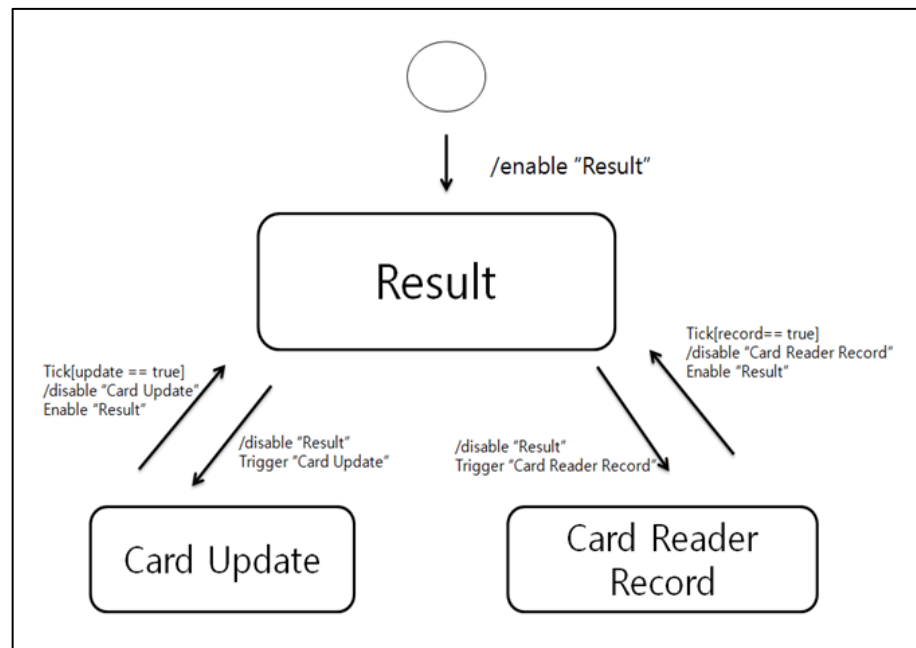 /enable "Result"
Result
Tick[update == true]
/disable "Card Update"
Enable "Result"
/disable "Result"
Trigger "Card Update"
Tick[record== true]
/disable "Card Reader Record"
Enable "Result"
/disable "Result"
Trigger "Card Reader Record"
Card Update
Card Reader
Record